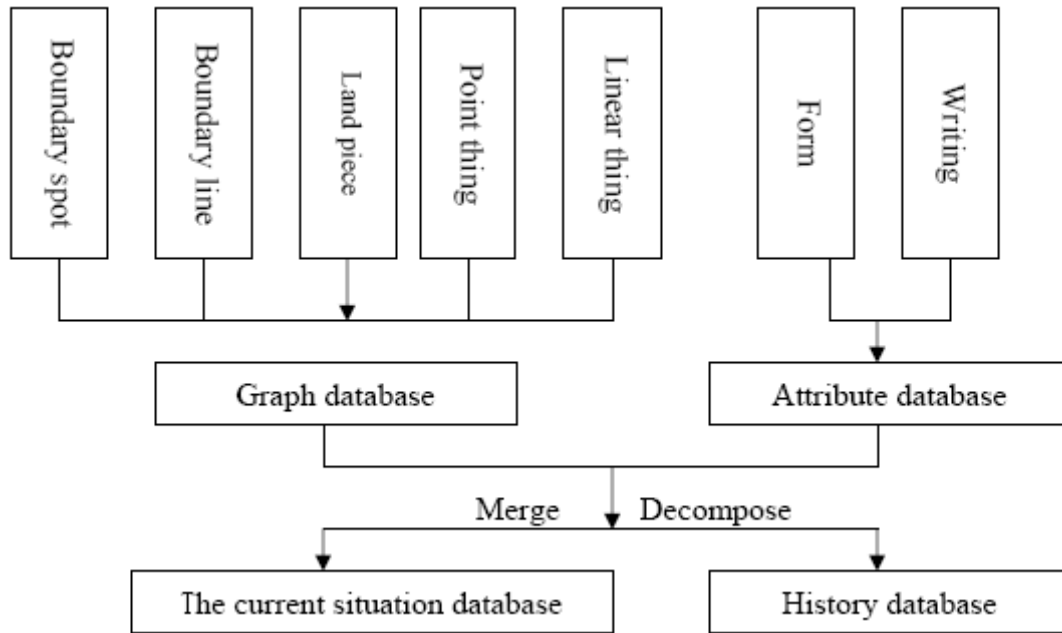 Boundary spot
Boundary line
Land piece
Point thing
Linear thing
Form
Writing
Graph database
Attribute database
Merge
Decompose
The current situation database
History database